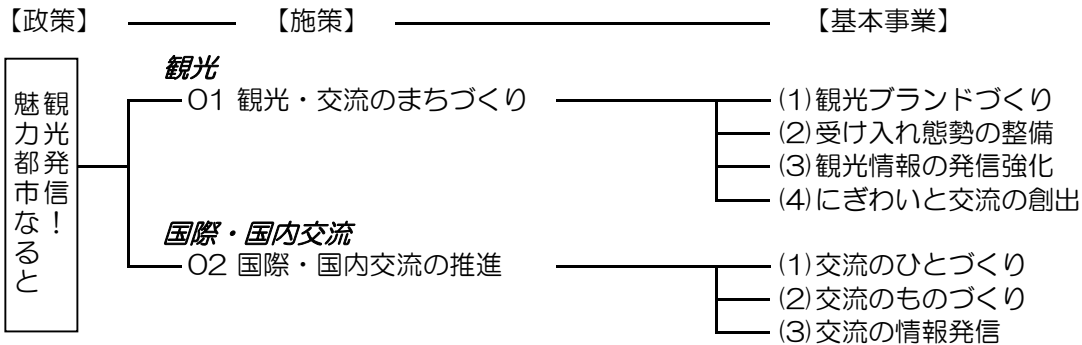 【政策】 【施策】 【基本事業】
観光発信！
魅力都市なると
観光
01 観光・交流のまちづくり
(1)観光ブランドづくり
(2)受け入れ態勢の整備
(3)観光情報の発信強化
(4)にぎわいと交流の創出
国際・国内交流
02 国際・国内交流の推進
(1)交流のひとづくり
(2)交流のものづくり
(3)交流の情報発信